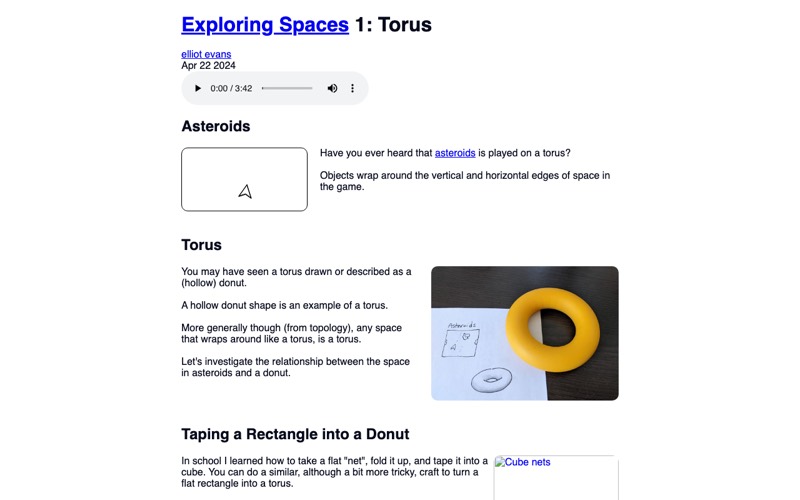 Exploring Spaces 1: Torus
elliot evans
Apr 22 2024
0:00 / 3:42
Asteroids
Have you ever heard that asteroids is played on a torus?
Objects wrap around the vertical and horizontal edges of space in
the game.
Torus
You may have seen a torus drawn or described as a
(hollow) donut.
A hollow donut shape is an example of a torus.
More generally though (from topology), any space
that wraps around like a torus, is a torus.
Let's investigate the relationship between the space
in asteroids and a donut.
Asteroids
Taping a Rectangle into a Donut
In school I learned how to take a flat "net", fold it up, and tape it into a
cube. You can do a similar, although a bit more tricky, craft to turn a
flat rectangle into a torus.
Cube nets